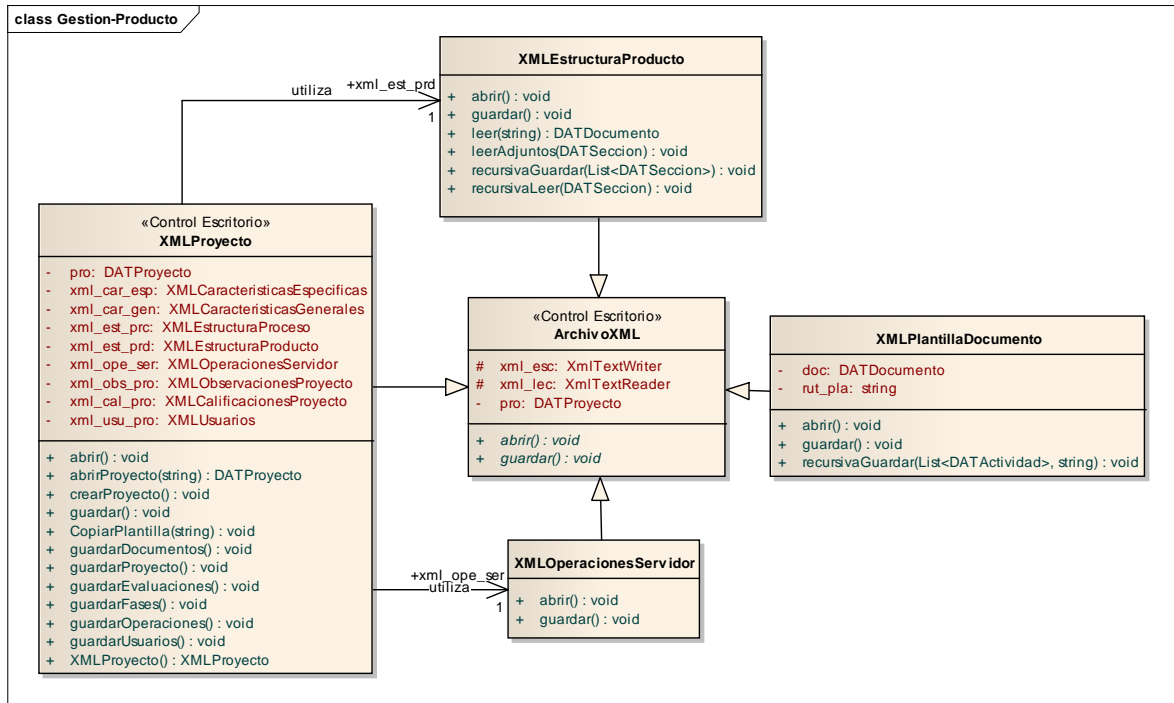 class Gestion-Producto
XMLEstructuraProducto
+ abrir() : void
+ guardar() : void
+ leer(string) : DATDocumento
+ leerAdjuntos(DATSeccion) : void
+ recursivaGuardar(List<DATSeccion>) : void
+ recursivaLeer(DATSeccion) : void
utiliza
+xml_est_prd
1
«Control Escritorio»
XMLProyecto
- pro: DATProyecto
- xml_car_esp: XMLCaracteristicasEspecificas
- xml_car_gen: XMLCaracteristicasGenerales
- xml_est_prc: XMLEstructuraProceso
- xml_est_prd: XMLEstructuraProducto
- xml_ope_ser: XMLOperacionesServidor
- xml_obs_pro: XMLObservacionesProyecto
- xml_cal_pro: XMLCalificacionesProyecto
- xml_usu_pro: XMLUsuarios
+ abrir() : void
+ abrirProyecto(string) : DATProyecto
+ crearProyecto() : void
+ guardar() : void
+ CopiarPlantilla(string) : void
+ guardarDocumentos() : void
+ guardarProyecto() : void
+ guardarEvaluaciones() : void
+ guardarFases() : void
+ guardarOperaciones() : void
+ guardarUsuarios() : void
+ XMLProyecto() : XMLProyecto
«Control Escritorio»
ArchivoXML
# xml_esc: XmlTextWriter
# xml_lec: XmlTextReader
- pro: DATProyecto
+ abrir() : void
+ guardar() : void
XMLPlantillaDocumento
- doc: DATDocumento
- rut_pla: string
+ abrir() : void
+ guardar() : void
+ recursivaGuardar(List<DATActividad>, string) : void
+xml_ope_ser
utiliza
1
XMLOperacionesServidor
+ abrir() : void
+ guardar() : void